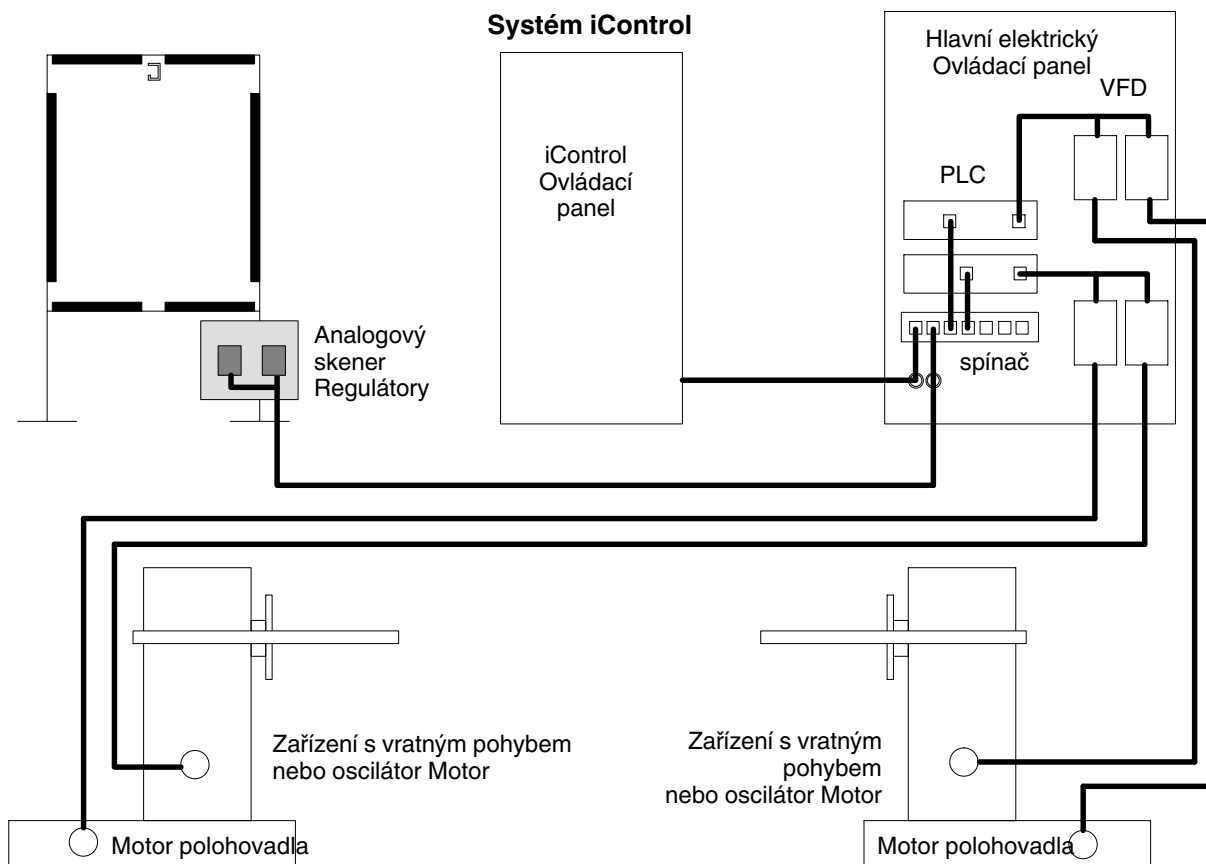 Systém iControl
Hlavní elektrický
Ovládací panel
VFD
iControl
Ovládací
panel
PLC
Analogový
skener
Regulátory
spínač
Zařízení s vratným pohybem
nebo oscilátor Motor
Zařízení s vratným
pohybem
nebo oscilátor Motor
Motor polohovadla
Motor polohovadla